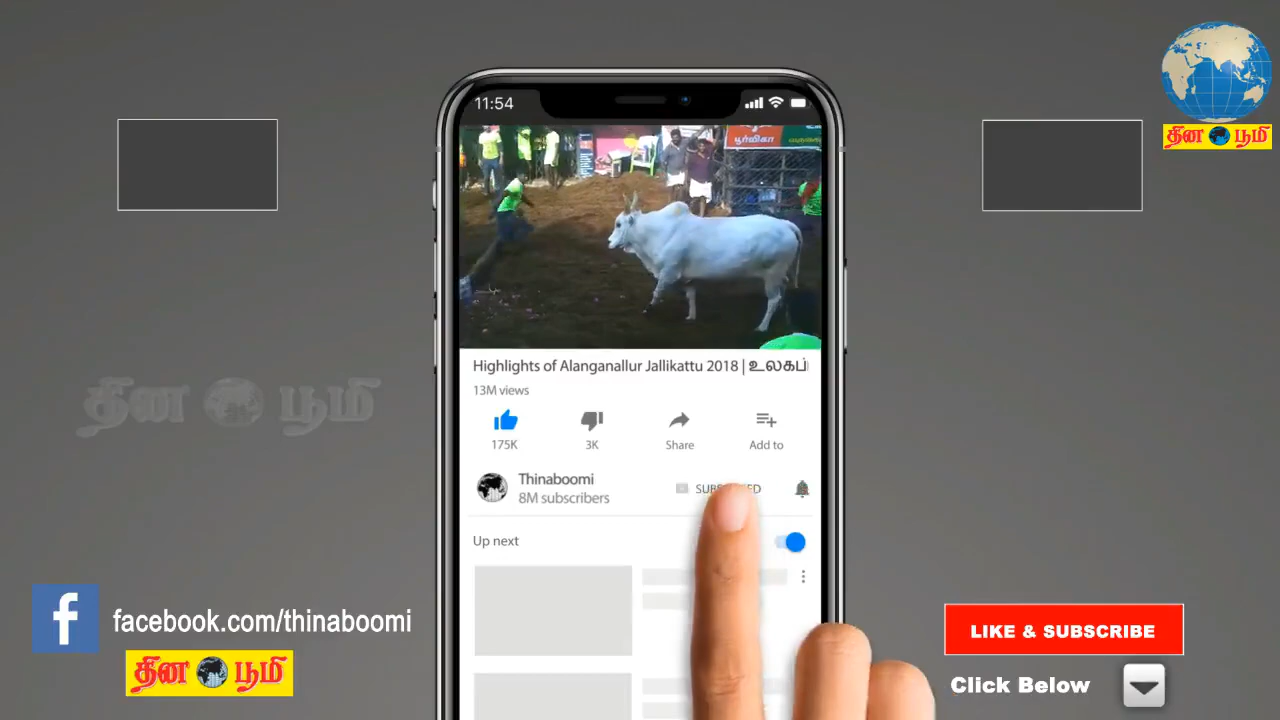 தின பூமி
11:54
பூர்விகா
Highlights of Alanganallur Jallikattu 2018 | உலகப்
13M views
175K
3K
Share
Add to
Thinaboomi
8M subscribers
Up next
தின பூமி
facebook.com/thinaboomi
தின பூமி
LIKE & SUBSCRIBE
Click Below